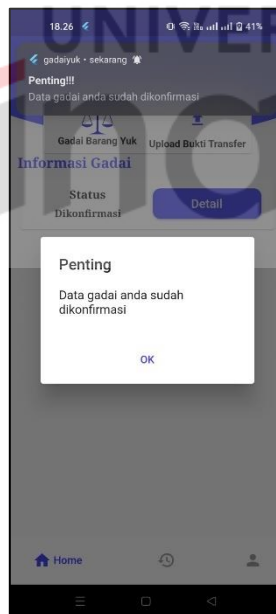 UNIVER
18.26 41%
gadaiyuk • sekarang
Penting!!!
Data gadai anda sudah dikonfirmasi
Gadai Barang Yuk Upload Bukti Transfer
Informasi Gadai
Status
Dikonfirmasi
Detail
Penting
Data gadai anda sudah
dikonfirmasi
OK
Home